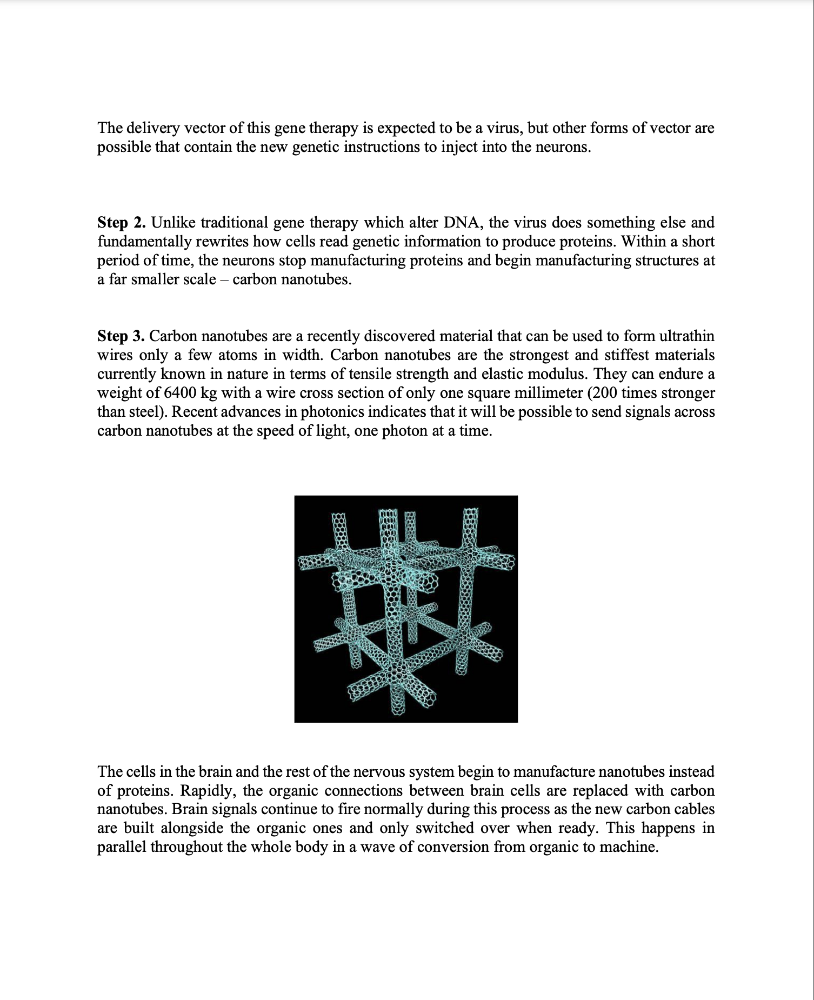 The delivery vector of this gene therapy is expected to be a virus, but other forms of vector are
possible that contain the new genetic instructions to inject into the neurons.
Step 2. Unlike traditional gene therapy which alter DNA, the virus does something else and
fundamentally rewrites how cells read genetic information to produce proteins. Within a short
period of time, the neurons stop manufacturing proteins and begin manufacturing structures at
a far smaller scale – carbon nanotubes.
Step 3. Carbon nanotubes are a recently discovered material that can be used to form ultrathin
wires only a few atoms in width. Carbon nanotubes are the strongest and stiffest materials
currently known in nature in terms of tensile strength and elastic modulus. They can endure a
weight of 6400 kg with a wire cross section of only one square millimeter (200 times stronger
than steel). Recent advances in photonics indicates that it will be possible to send signals across
carbon nanotubes at the speed of light, one photon at a time.
The cells in the brain and the rest of the nervous system begin to manufacture nanotubes instead
of proteins. Rapidly, the organic connections between brain cells are replaced with carbon
nanotubes. Brain signals continue to fire normally during this process as the new carbon cables
are built alongside the organic ones and only switched over when ready. This happens in
parallel throughout the whole body in a wave of conversion from organic to machine.